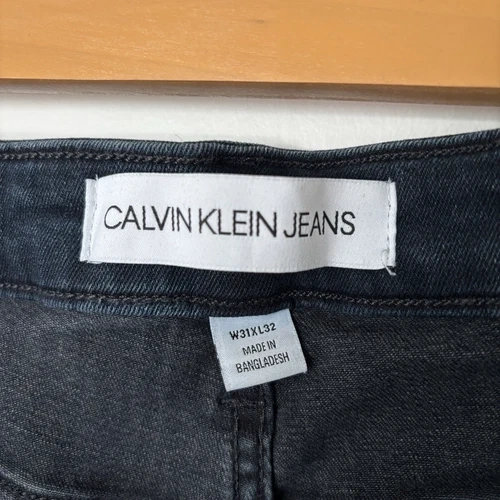 CALVIN KLEIN JEANS
W31XL32
MADE IN
BANGLADESH